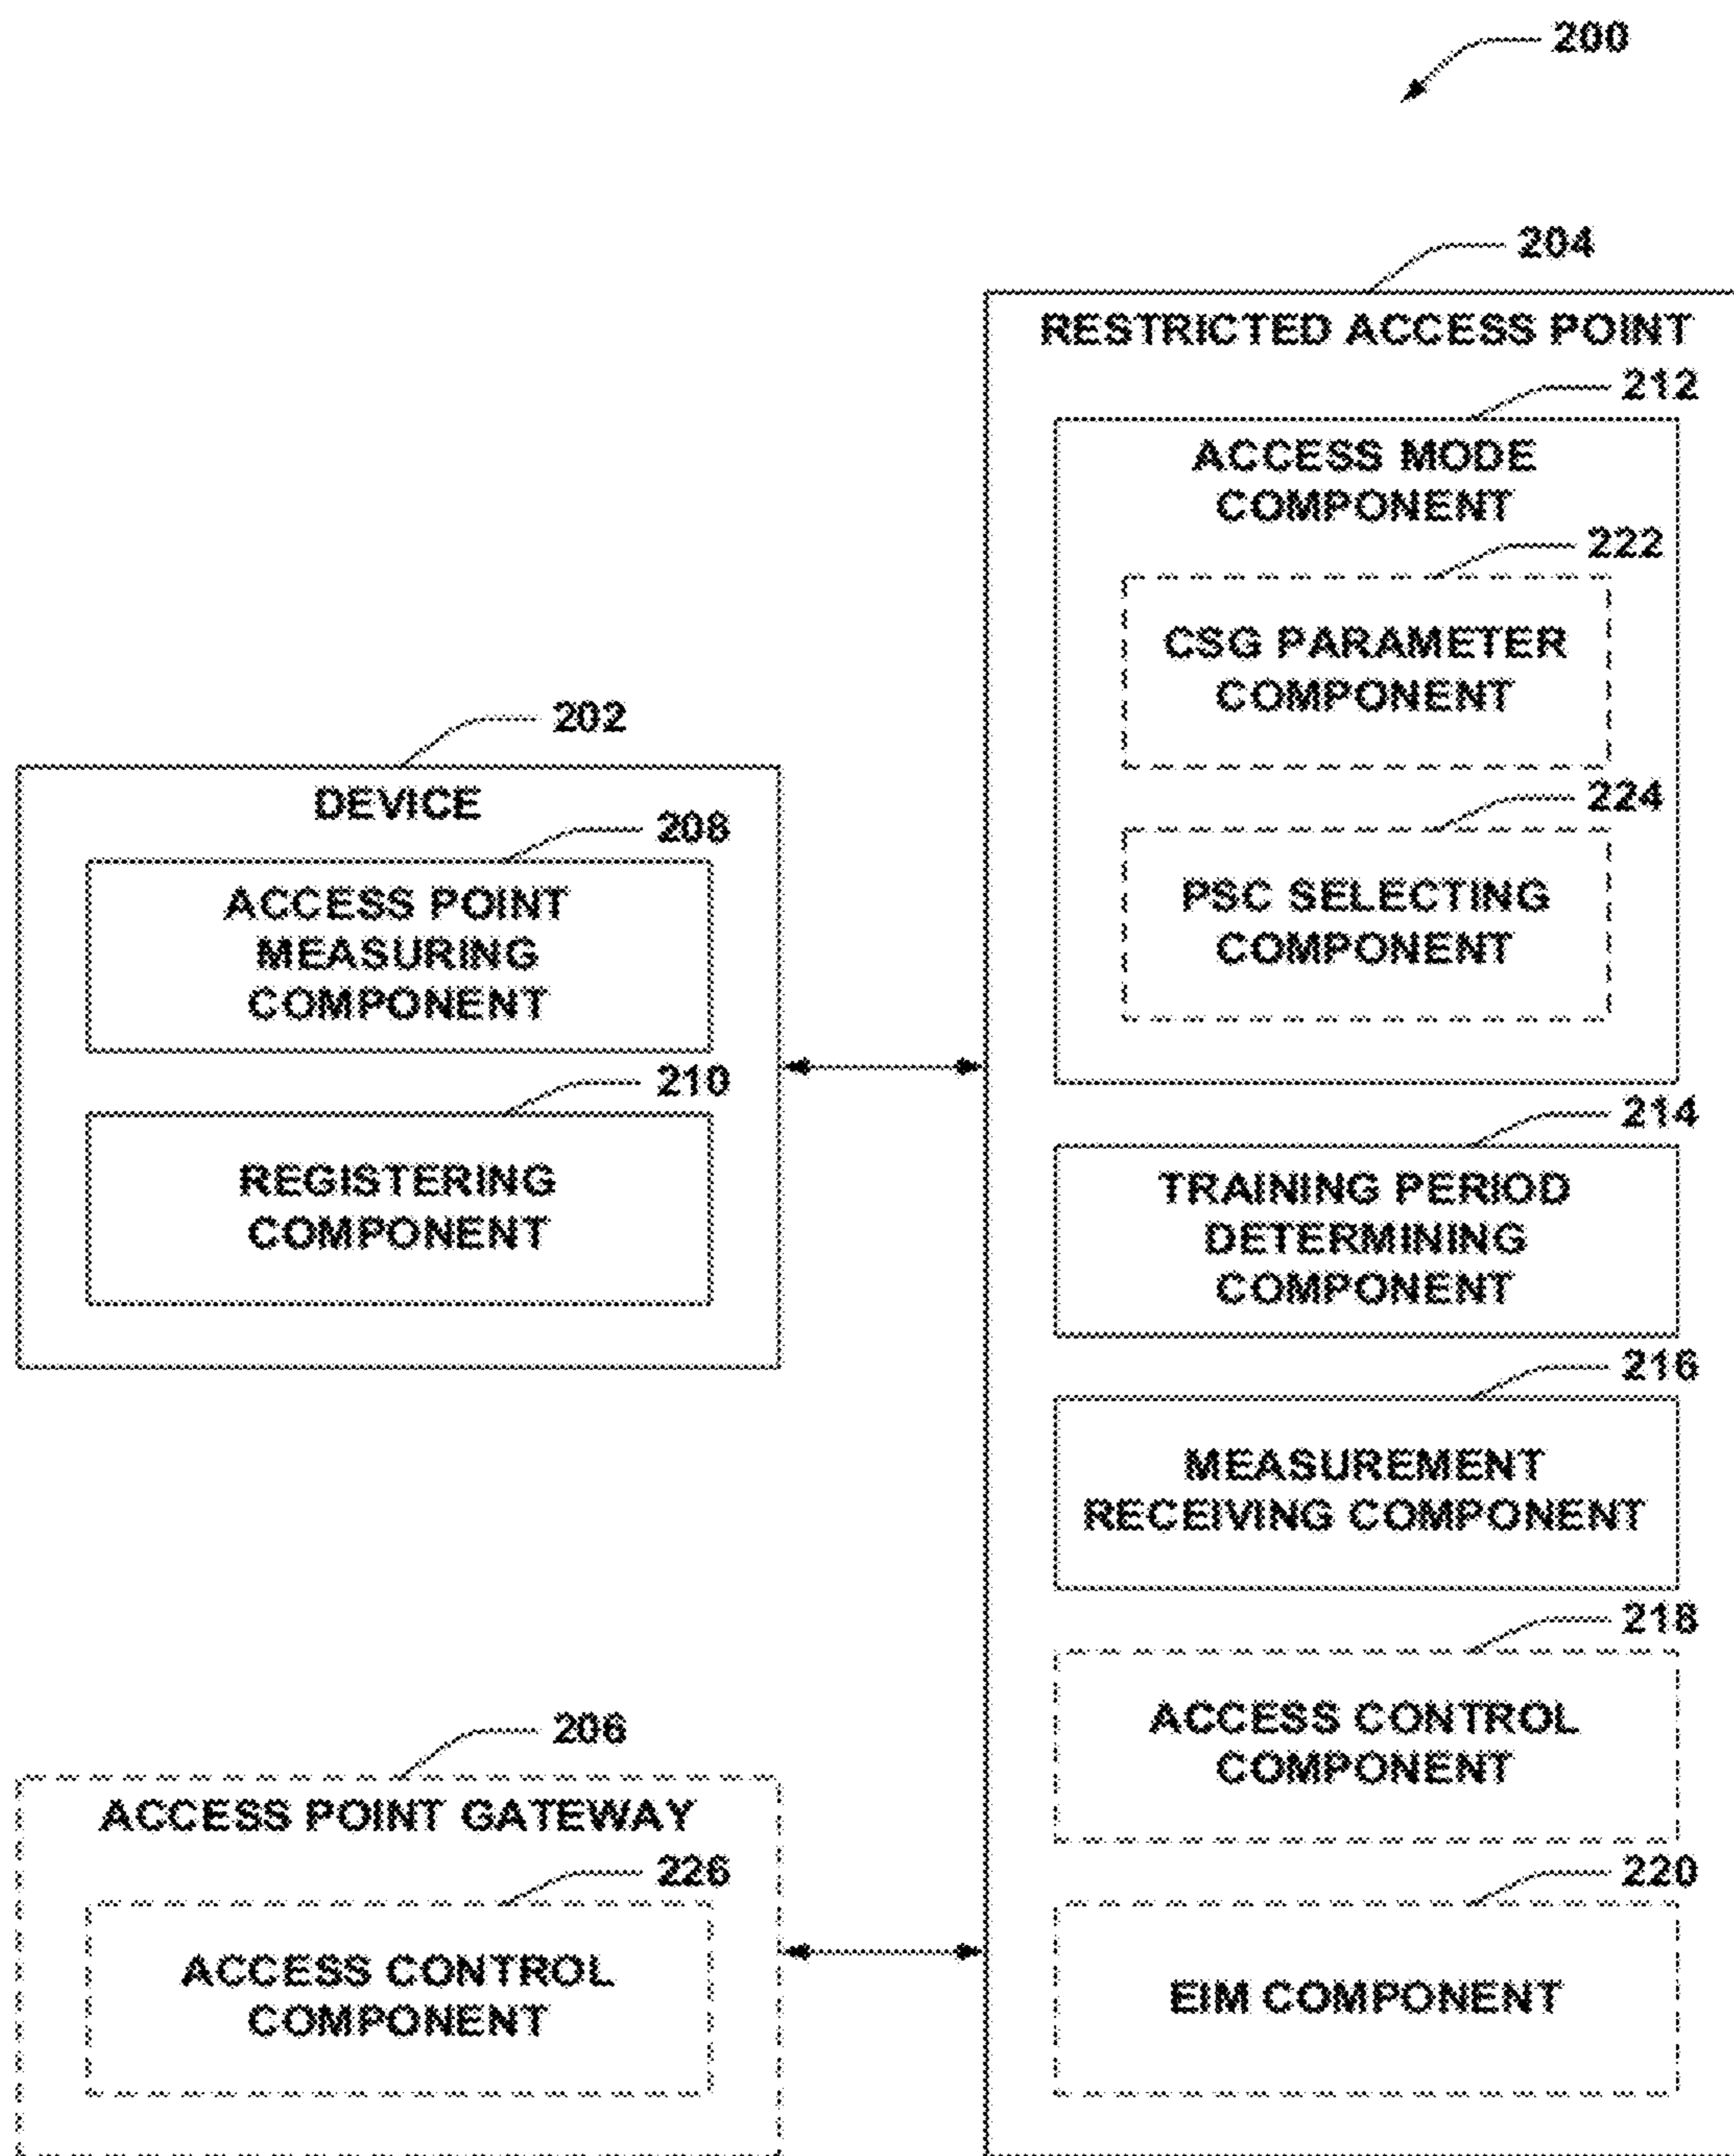 200
204
RESTRICTED ACCESS POINT
212
ACCESS MODE
COMPONENT
222
CSG PARAMETER
COMPONENT
224
PSC SELECTING
COMPONENT
202
DEVICE
208
ACCESS POINT
MEASURING
COMPONENT
210
REGISTERING
COMPONENT
214
TRAINING PERIOD
DETERMINING
COMPONENT
216
MEASUREMENT
RECEIVING COMPONENT
218
ACCESS CONTROL
COMPONENT
206
ACCESS POINT GATEWAY
226
ACCESS CONTROL
COMPONENT
220
EIM COMPONENT